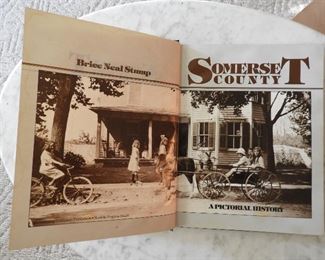 Brice Neal Stump
SOMERSET
COUNTY
A PICTORIAL HISTORY